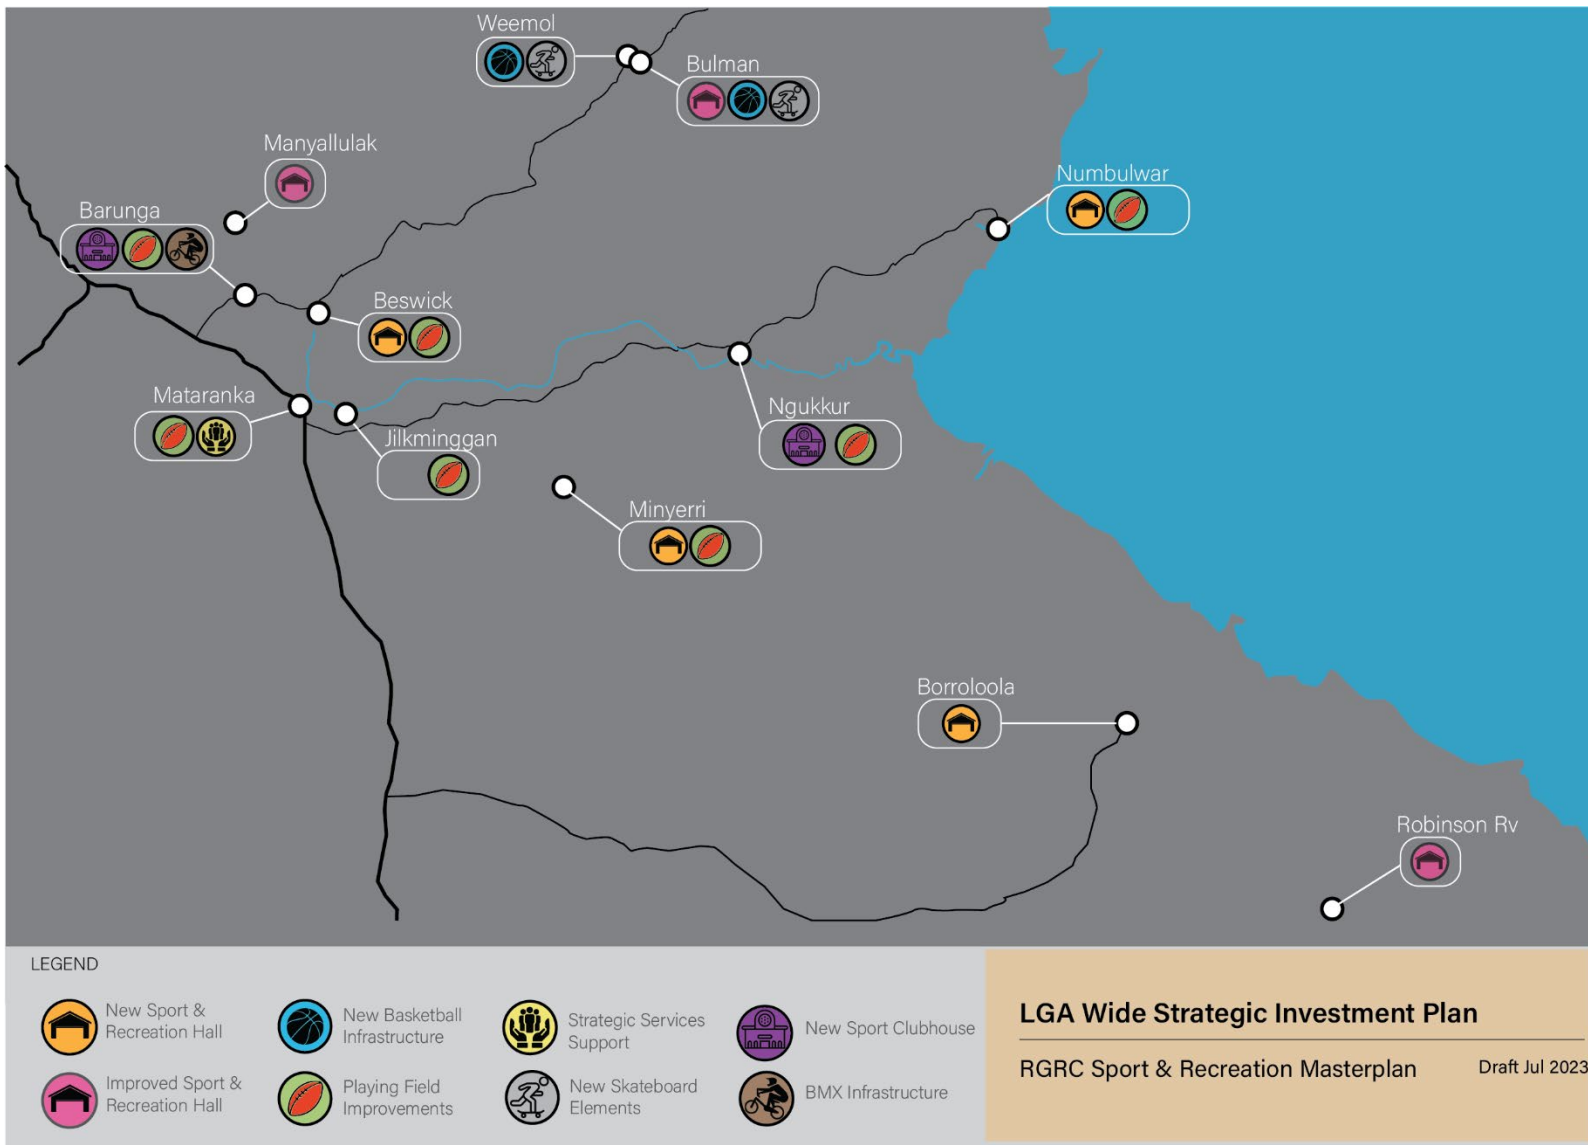 Weemol
Bulman
Manyallulak
Numbulwar
Barunga
Beswick
Mataranka
Ngukkur
Jilkminggan
Minyerri
Borroloola
Robinson Rv
LEGEND
New Sport &
Recreation Hall
New Basketball
Infrastructure
Strategic Services
Support
New Sport Clubhouse
Improved Sport &
Recreation Hall
Playing Field
Improvements
New Skateboard
Elements
BMX Infrastructure
LGA Wide Strategic Investment Plan
RGRC Sport & Recreation Masterplan
Draft Jul 2023